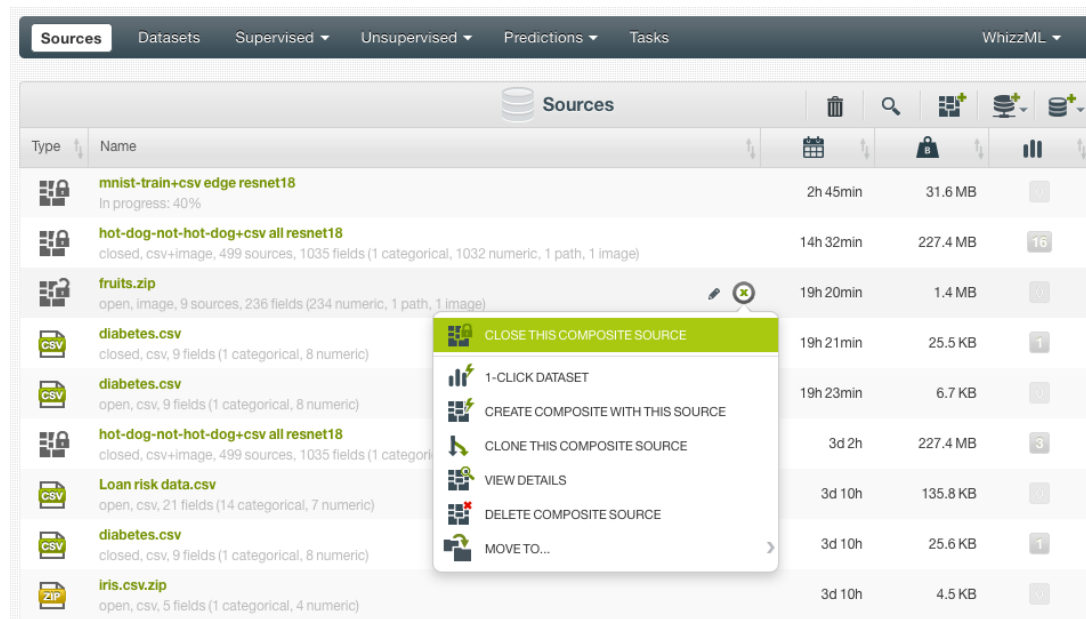 Sources Datasets Supervised Unsupervised Predictions Tasks WhizzML
Sources
Type Name B
mnist-train+csv edge resnet18
In progress: 40%
2h 45min 31.6 MB 0
hot-dog-not-hot-dog+csv all resnet18
closed, csv+image, 499 sources, 1035 fields (1 categorical, 1032 numeric, 1 path, 1 image)
14h 32min 227.4 MB 16
fruits.zip
open, image, 9 sources, 236 fields (234 numeric, 1 path, 1 image)
19h 20min 1.4 MB 0
CSV diabetes.csv
closed, csv, 9 fields (1 categorical, 8 numeric)
19h 21min 25.5 KB 1
CSV diabetes.csv
open, csv, 9 fields (1 categorical, 8 numeric)
19h 23min 6.7 KB 0
hot-dog-not-hot-dog+csv all resnet18
closed, csv+image, 499 sources, 1035 fields (1 categori
3d 2h 227.4 MB 3
CSV Loan risk data.csv
open, csv, 21 fields (14 categorical, 7 numeric)
3d 10h 135.8 KB 0
CSV diabetes.csv
closed, csv, 9 fields (1 categorical, 8 numeric)
3d 10h 25.6 KB 1
ZIP iris.csv.zip
open, csv, 5 fields (1 categorical, 4 numeric)
3d 10h 4.5 KB 0
CLOSE THIS COMPOSITE SOURCE
1-CLICK DATASET
CREATE COMPOSITE WITH THIS SOURCE
CLONE THIS COMPOSITE SOURCE
VIEW DETAILS
DELETE COMPOSITE SOURCE
MOVE TO...